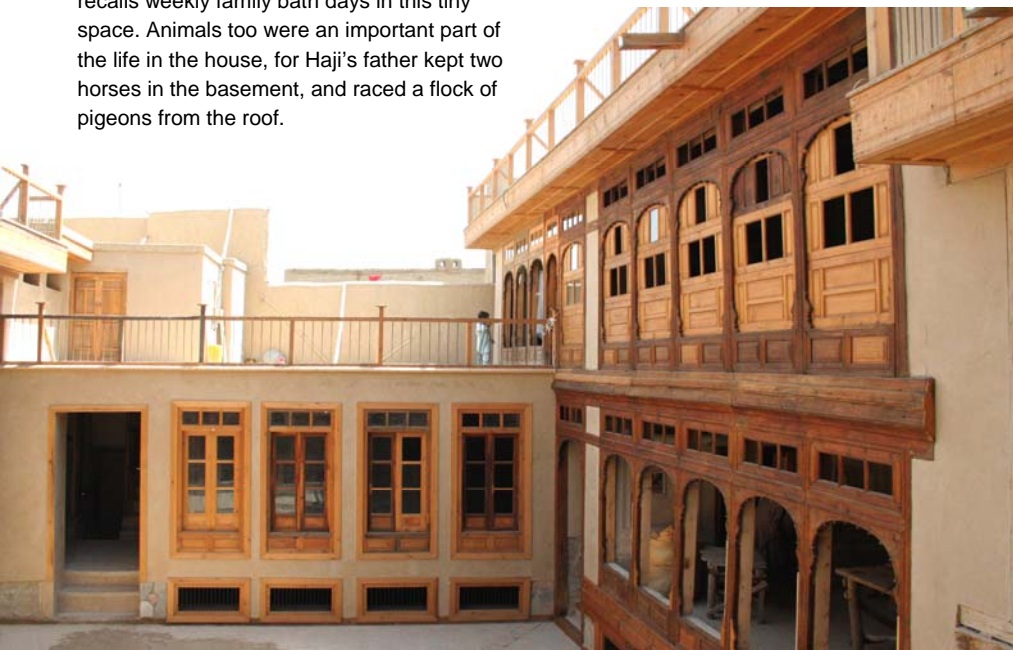 recalls weekly family bath days in this tiny
space. Animals too were an important part of
the life in the house, for Haji's father kept two
horses in the basement, and raced a flock of
pigeons from the roof.